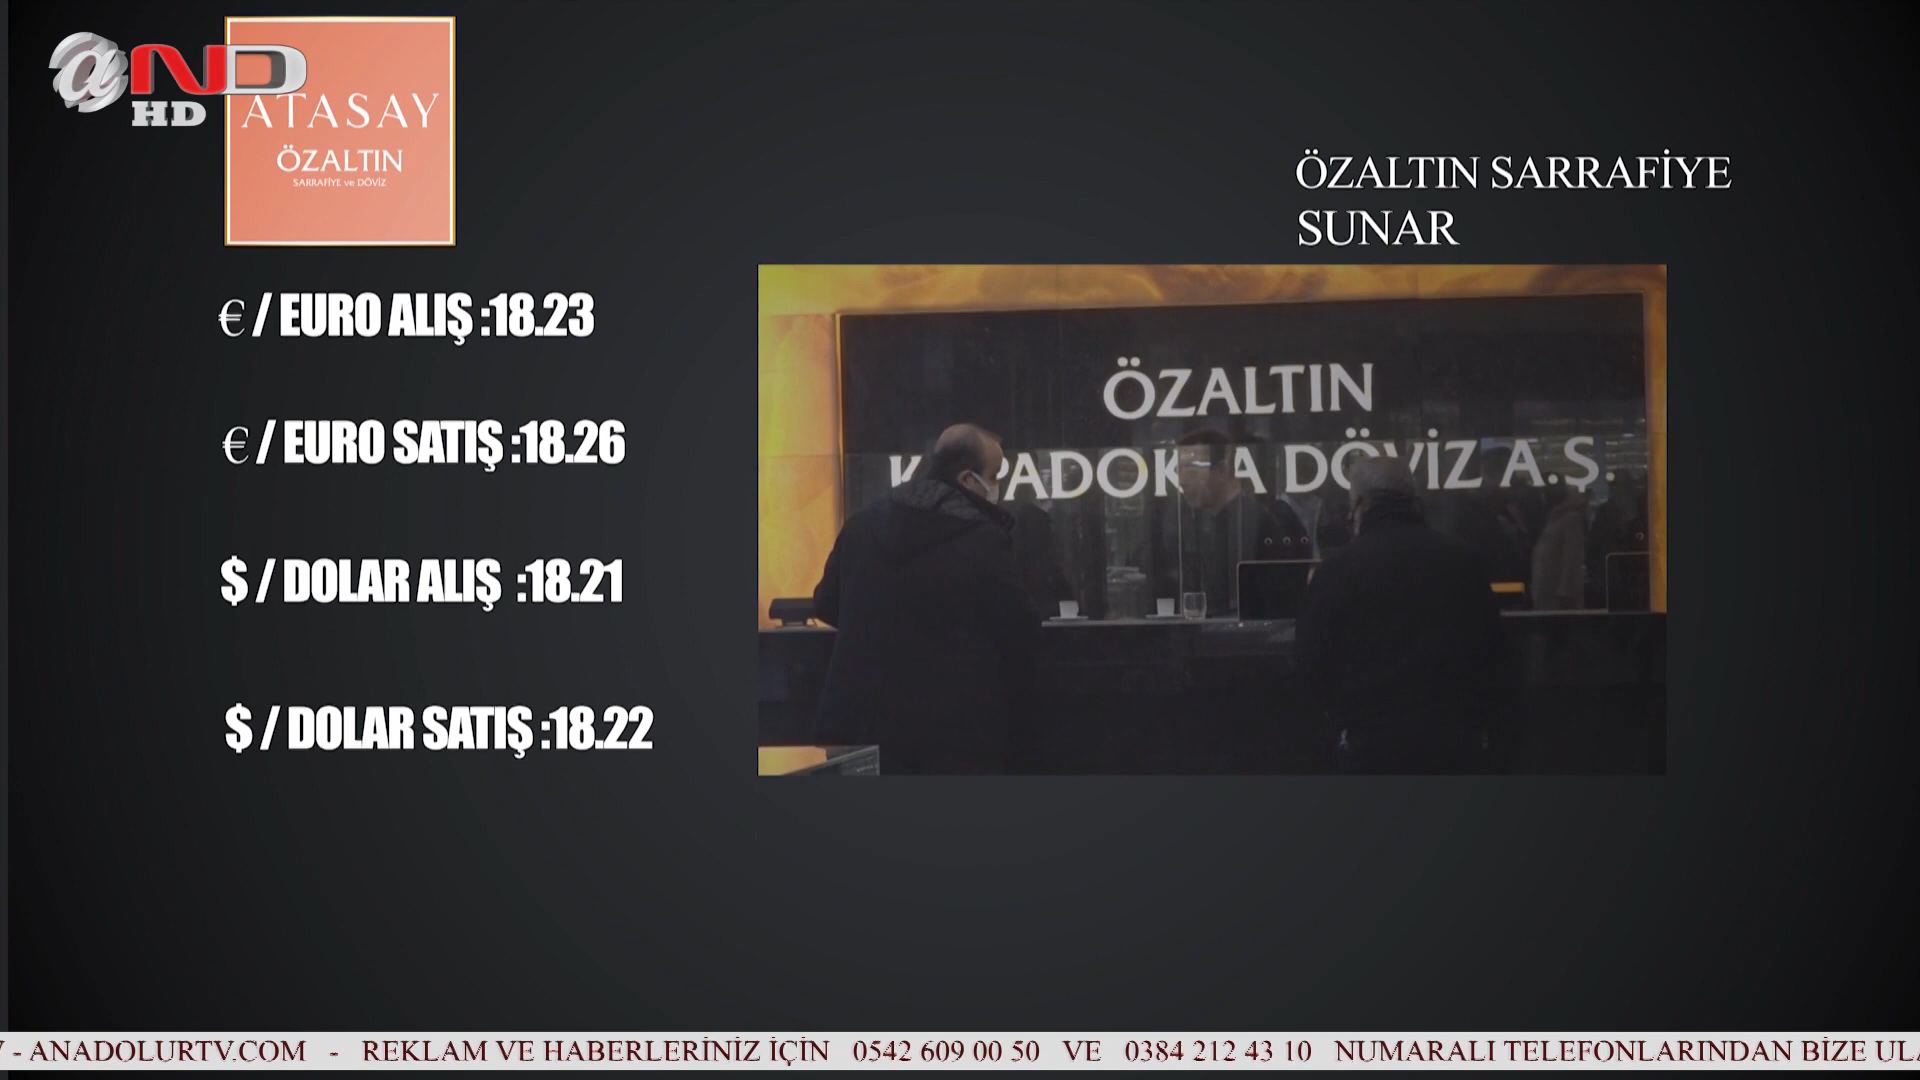 @ND
HD
ATASAY
ÖZALTIN
SARRAFİYE ve DÖVİZ
ÖZALTIN SARRAFİYE
SUNAR
€ / EURO ALIŞ :18.23
€ / EURO SATIŞ :18.26
$ / DOLAR ALIŞ :18.21
$ / DOLAR SATIŞ :18.22
ÖZALTIN
KAPADOKYA DÖVİZ A.Ş.
- ANADOLURTV.COM - REKLAM VE HABERLERİNİZ İÇİN 0542 609 00 50 VE 0384 212 43 10 NUMARALI TELEFONLARINDAN BİZE ULA